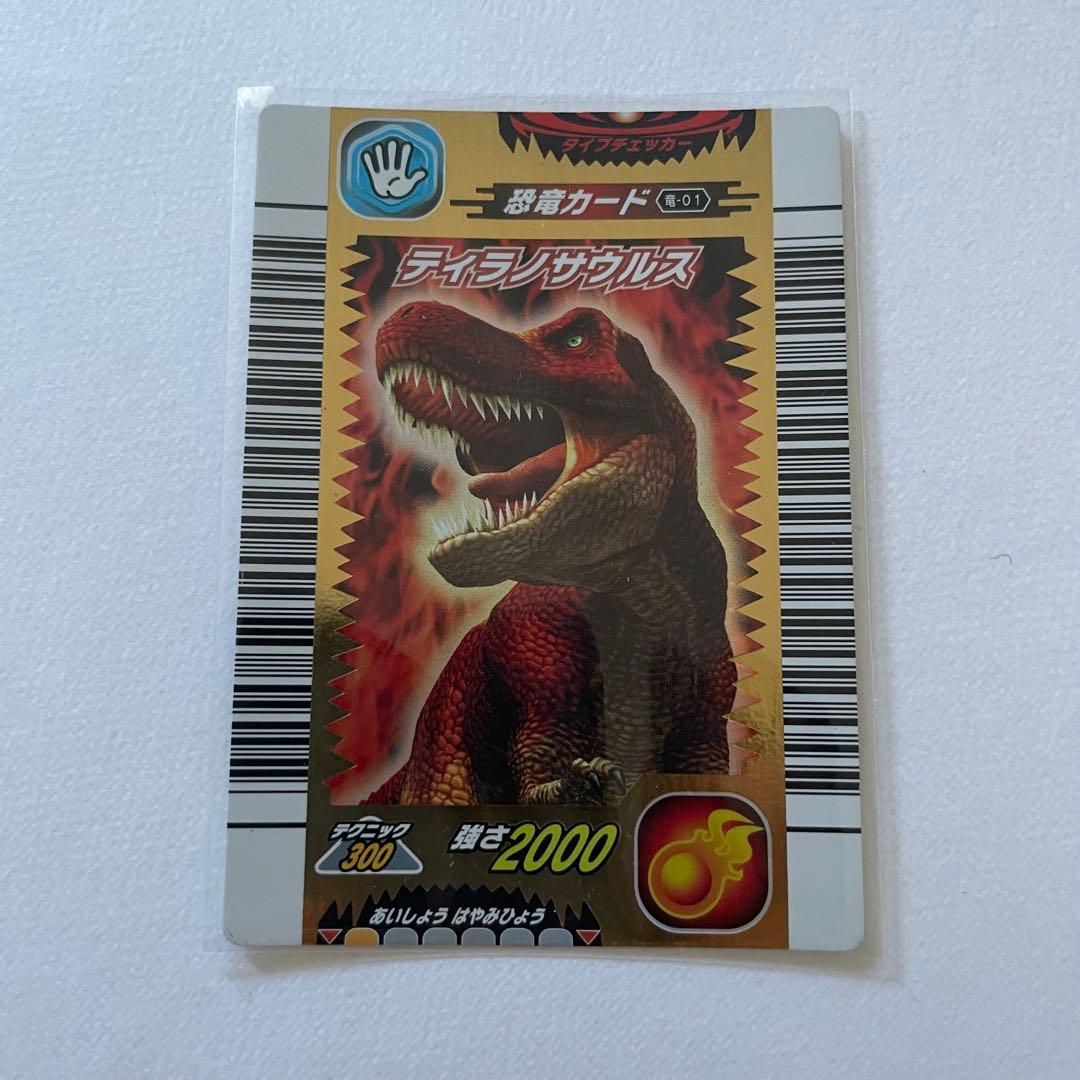 タイプチェッカー
恐竜カード 竜-01
ティラノサウルス
テクニック
300
強さ2000
あいしょう はやみひょう